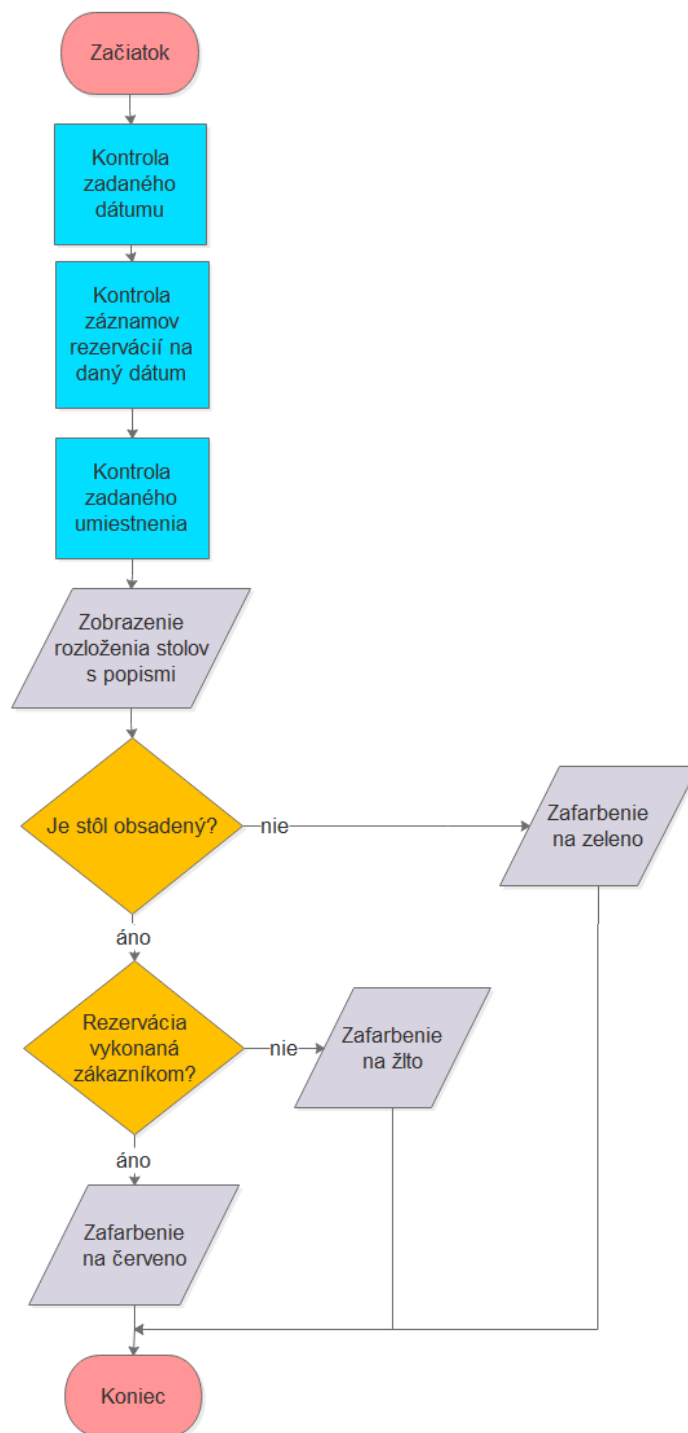 Začiatok
Kontrola
zadaného
dátumu
Kontrola
záznamov
rezervácií na
daný dátum
Kontrola
zadaného
umiestnenia
Zobrazenie
rozloženia stolov
s popismi
Je stôl obsadený?
nie
Zafarbenie
na zeleno
áno
Rezervácia
vykonaná
zákazníkom?
nie
Zafarbenie
na žlto
áno
Zafarbenie
na červeno
Koniec